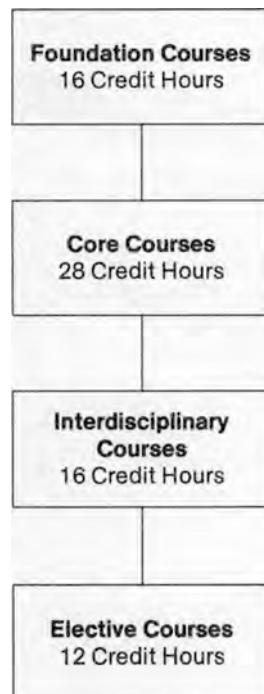 Foundation Courses
16 Credit Hours
Core Courses
28 Credit Hours
Interdisciplinary
Courses
16 Credit Hours
Elective Courses
12 Credit Hours